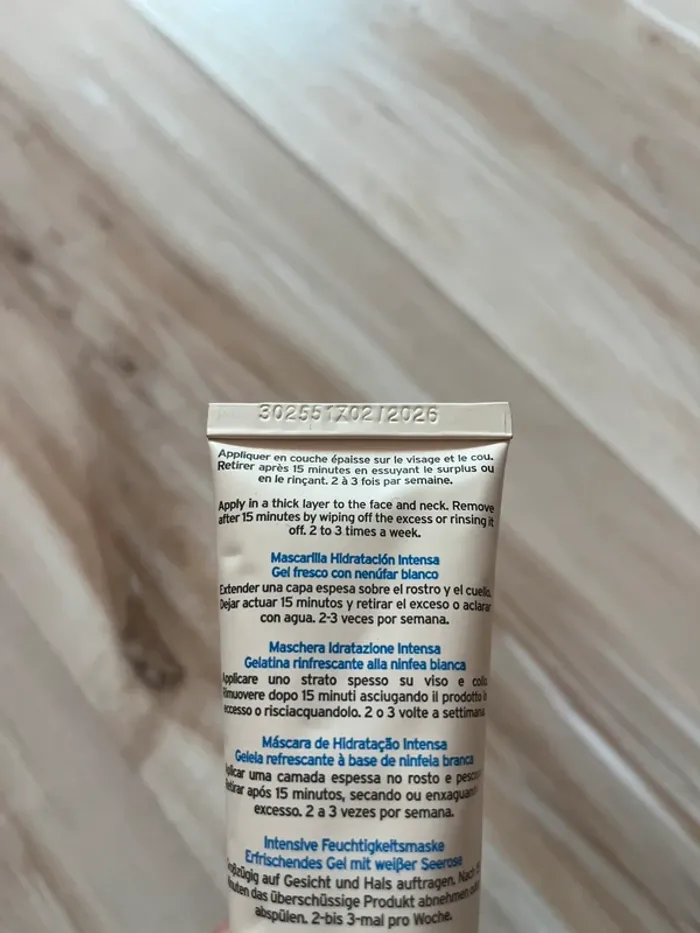 302551X02/2026
Appliquer en couche épaisse sur le visage et le cou.
Retirer après 15 minutes en essuyant le surplus ou
en le rinçant. 2 à 3 fois par semaine.
Apply in a thick layer to the face and neck. Remove
after 15 minutes by wiping off the excess or rinsing it
off. 2 to 3 times a week.
Mascarilla Hidratación Intensa
Gel fresco con nenúfar blanco
Extender una capa espesa sobre el rostro y el cuello.
Dejar actuar 15 minutos y retirar el exceso o aclarar
con agua. 2-3 veces por semana.
Maschera Idratazione Intensa
Gelatina rinfrescante alla ninfea bianca
Applicare uno strato spesso su viso e collo
Rimuovere dopo 15 minuti asciugando il prodotto in
eccesso o risciacquandolo. 2 o 3 volte a settimana
Máscara de Hidratação Intensa
Geleia refrescante à base de ninfeia branca
Aplicar uma camada espessa no rosto e
Retirar após 15 minutos, secando ou
excesso. 2 a 3 vezes por semana.
Intensive Feuchtigkeitsmaske
Erfrischendes Gel mit weißer Seerose
auf Gesicht und Hals auftragen. Nach
das überschüssige Produkt abnehmen
abspülen. 2-bis 3-mal pro Woche.